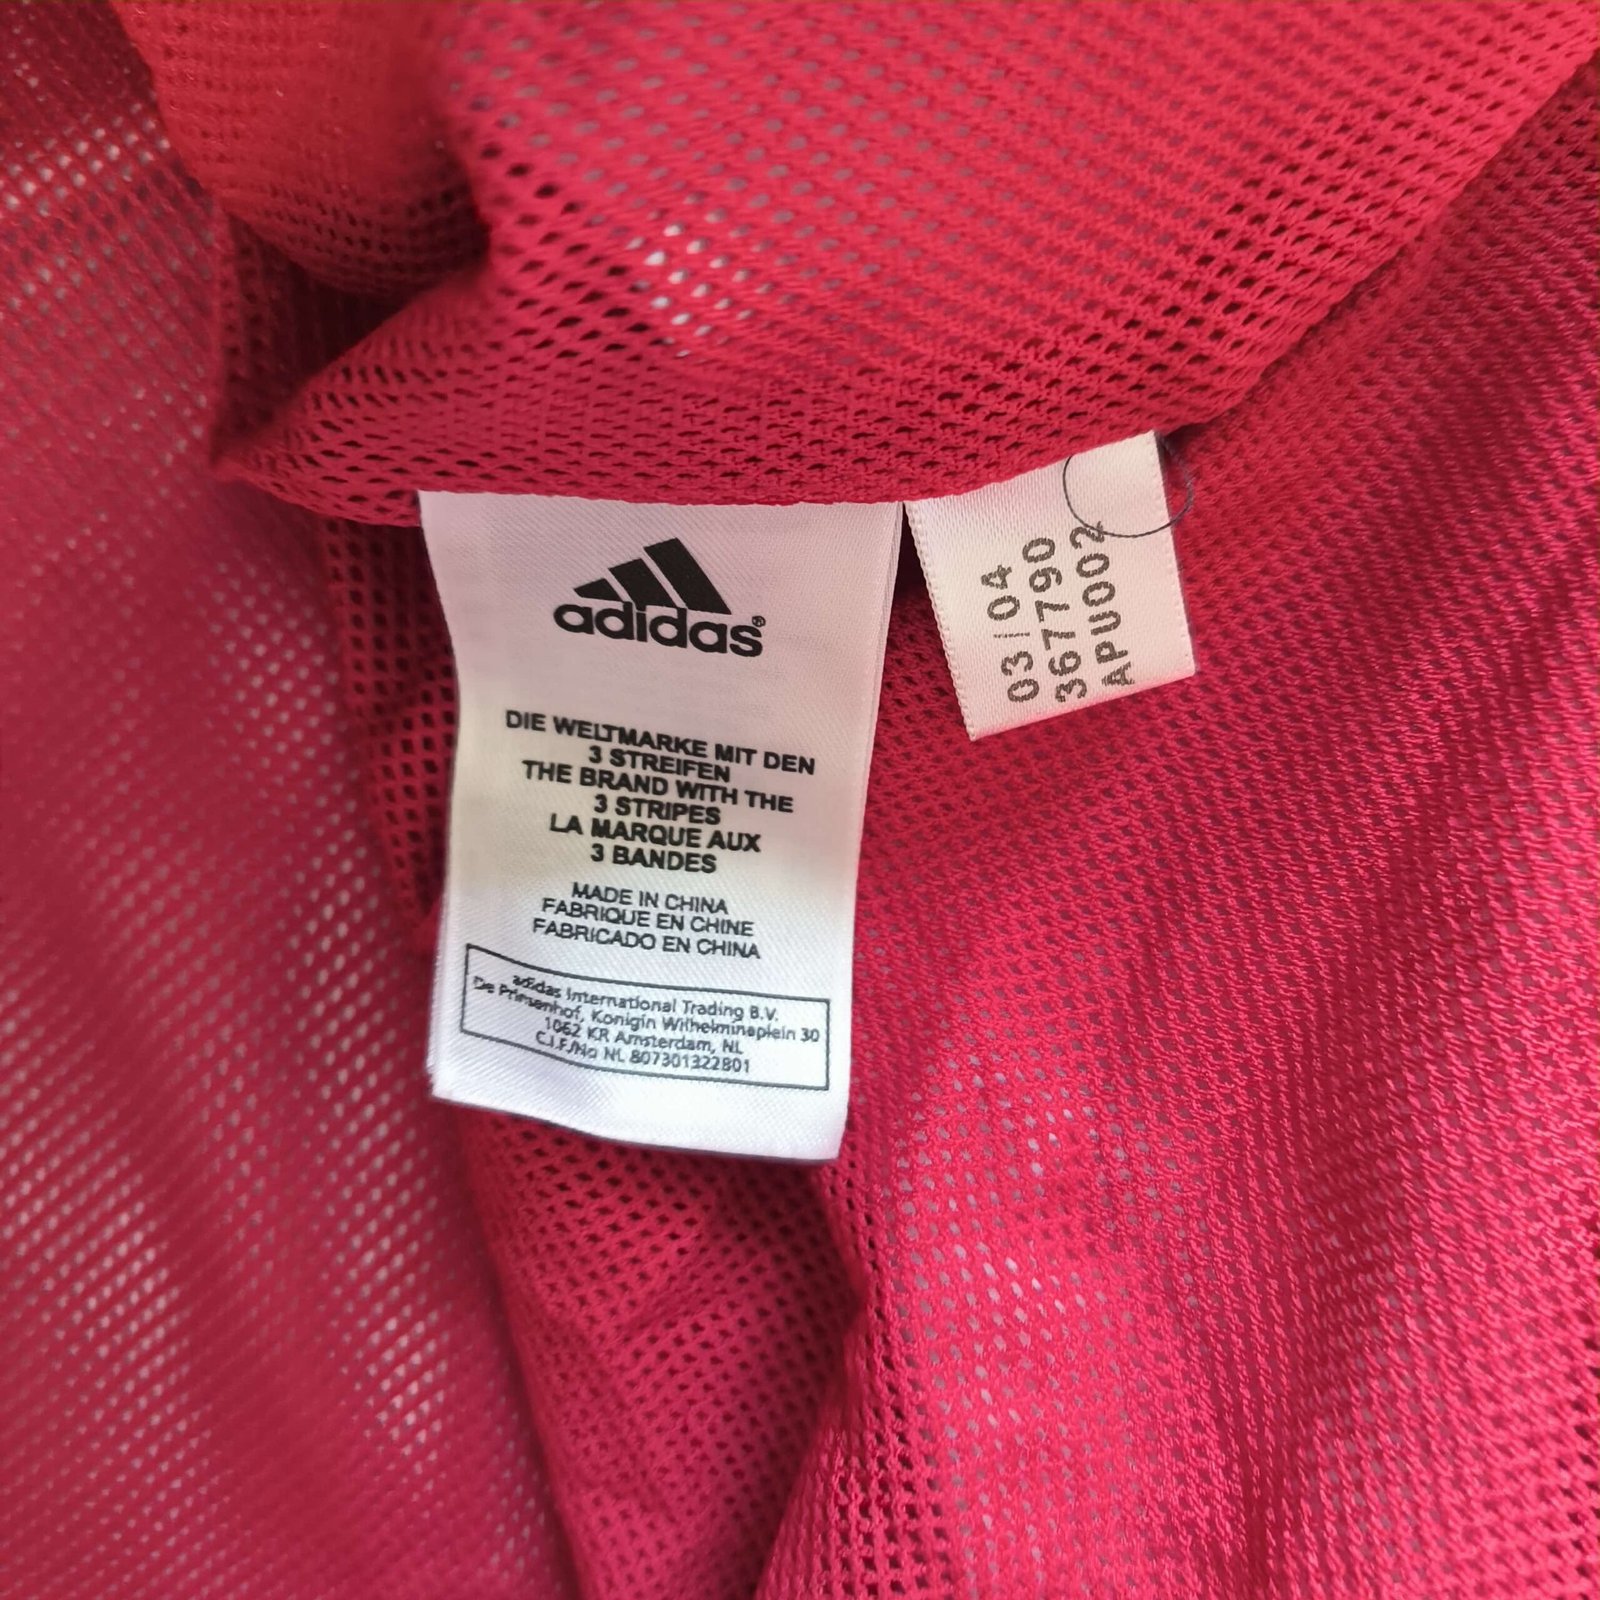 adidas®
DIE WELTMARKE MIT DEN
3 STREIFEN
THE BRAND WITH THE
3 STRIPES
LA MARQUE AUX
3 BANDES
MADE IN CHINA
FABRIQUE EN CHINE
FABRICADO EN CHINA
adidas International Trading B.V.
De Prinsenhof, Konigin Wilhelminaplein 30
1062 KR Amsterdam, NL
C.I.F./No NL 807301322B01
03/04
367790
APU002